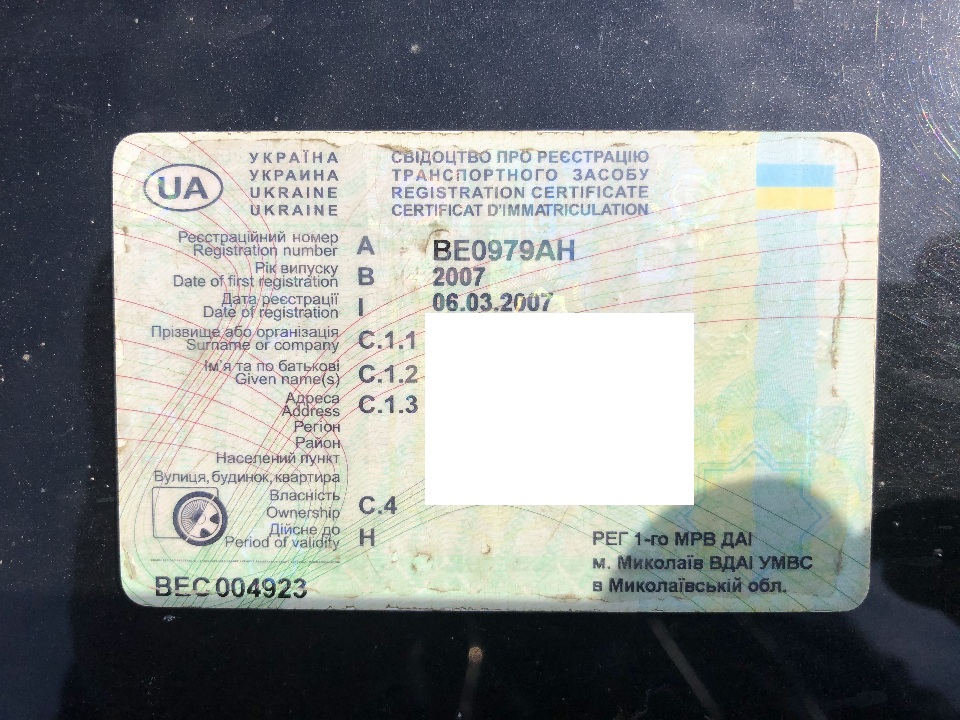 UA
УКРАЇНА
УКРАИНА
UKRAINE
UKRAINE
СВІДОЦТВО ПРО РЕЄСТРАЦІЮ
ТРАНСПОРТНОГО ЗАСОБУ
REGISTRATION CERTIFICATE
CERTIFICAT D'IMMATRICULATION
Реєстраційний номер
Registration number A BE0979AH
Рік випуску
Date of first registration B 2007
Дата реєстрації
Date of registration I 06.03.2007
Прізвище або організація
Surname or company C.1.1
Ім'я та по батькові
Given name(s) C.1.2
Адреса
Address C.1.3
Регіон
Район
Населений пункт
Вулиця, будинок, квартира
Власність
Ownership C.4
Дійсне до
Period of validity H
РЕГ 1-го МРВ ДАІ
м. Миколаїв ВДАІ УМВС
в Миколаївській обл.
ВЕС 004923